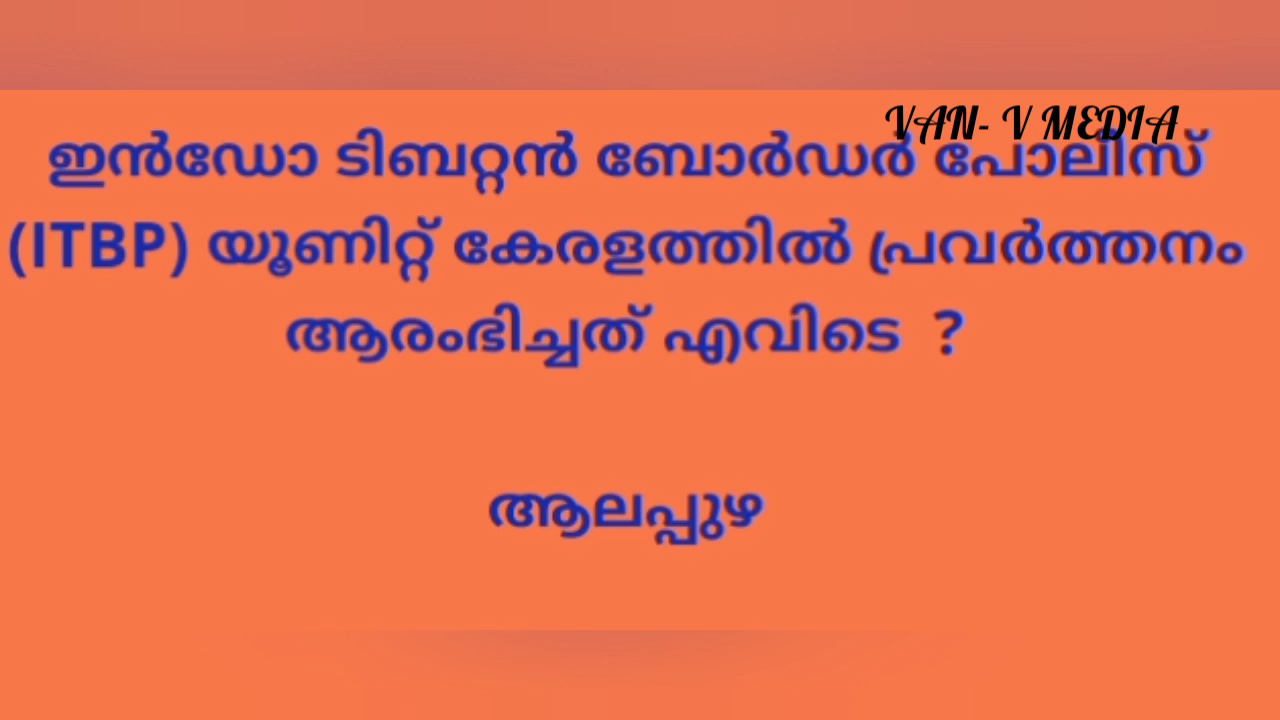 VAN- V MEDIA
ഇൻഡോ ടിബറ്റൻ ബോർഡർ പോലീസ്
(ITBP) യൂണിറ്റ് കേരളത്തിൽ പ്രവർത്തനം
ആരംഭിച്ചത് എവിടെ ?
ആലപ്പുഴ